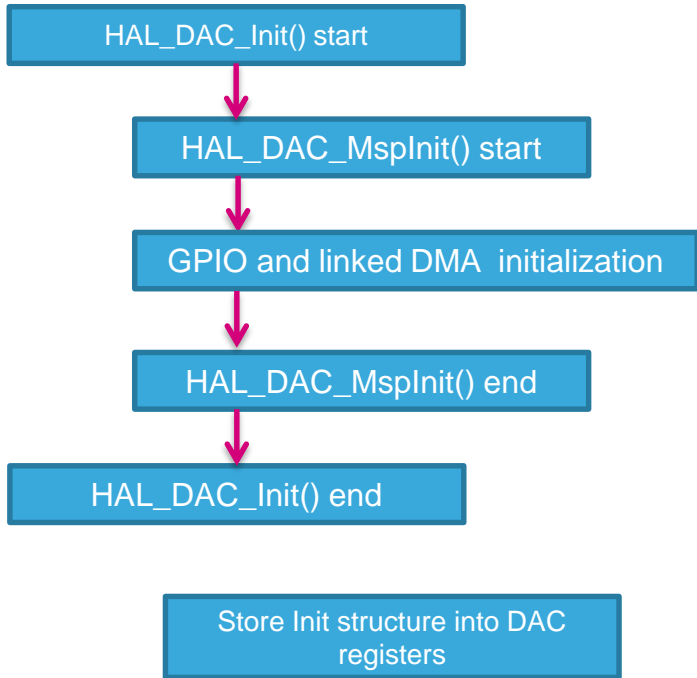 HAL_DAC_Init() start
HAL_DAC_MspInit() start
GPIO and linked DMA  initialization
HAL_DAC_MspInit() end
HAL_DAC_Init() end
Store Init structure into DAC
registers